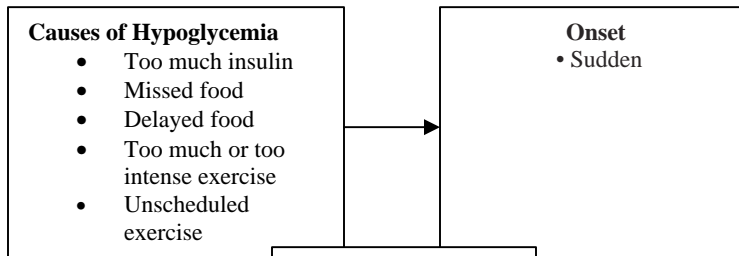 Causes of Hypoglycemia
• Too much insulin
• Missed food
• Delayed food
• Too much or too
intense exercise
• Unscheduled
exercise
Onset
• Sudden